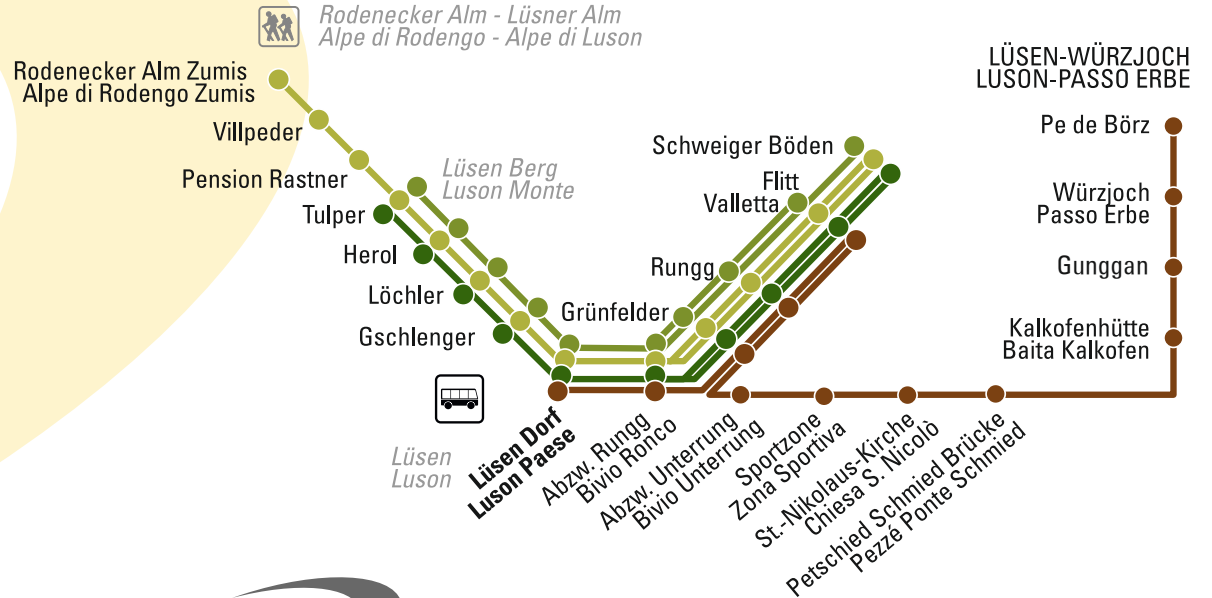 Rodenecker Alm - Lüsner Alm
Alpe di Rodengo - Alpe di Luson
Rodenecker Alm Zumis
Alpe di Rodengo Zumis
Villpeder
Pension Rastner
Tulper
Herol
Löchler
Gschlenger
Lüsen Berg
Luson Monte
Schweiger Böden
Flitt
Valletta
Rungg
Grünfelder
LÜSEN-WÜRZJOCH
LUSON-PASSO ERBE
Pe de Börz
Würzjoch
Passo Erbe
Gunggan
Kalkofenhütte
Baita Kalkofen
Lüsen
Luson
Lüsen Dorf
Luson Paese
Abzw. Rungg
Bivio Ronco
Abzw. Unterrung
Bivio Unterrung
Sportzone
Zona Sportiva
St.-Nikolaus-Kirche
Chiesa S. Nicolò
Petschied Schmied Brücke
Pezzé Ponte Schmied